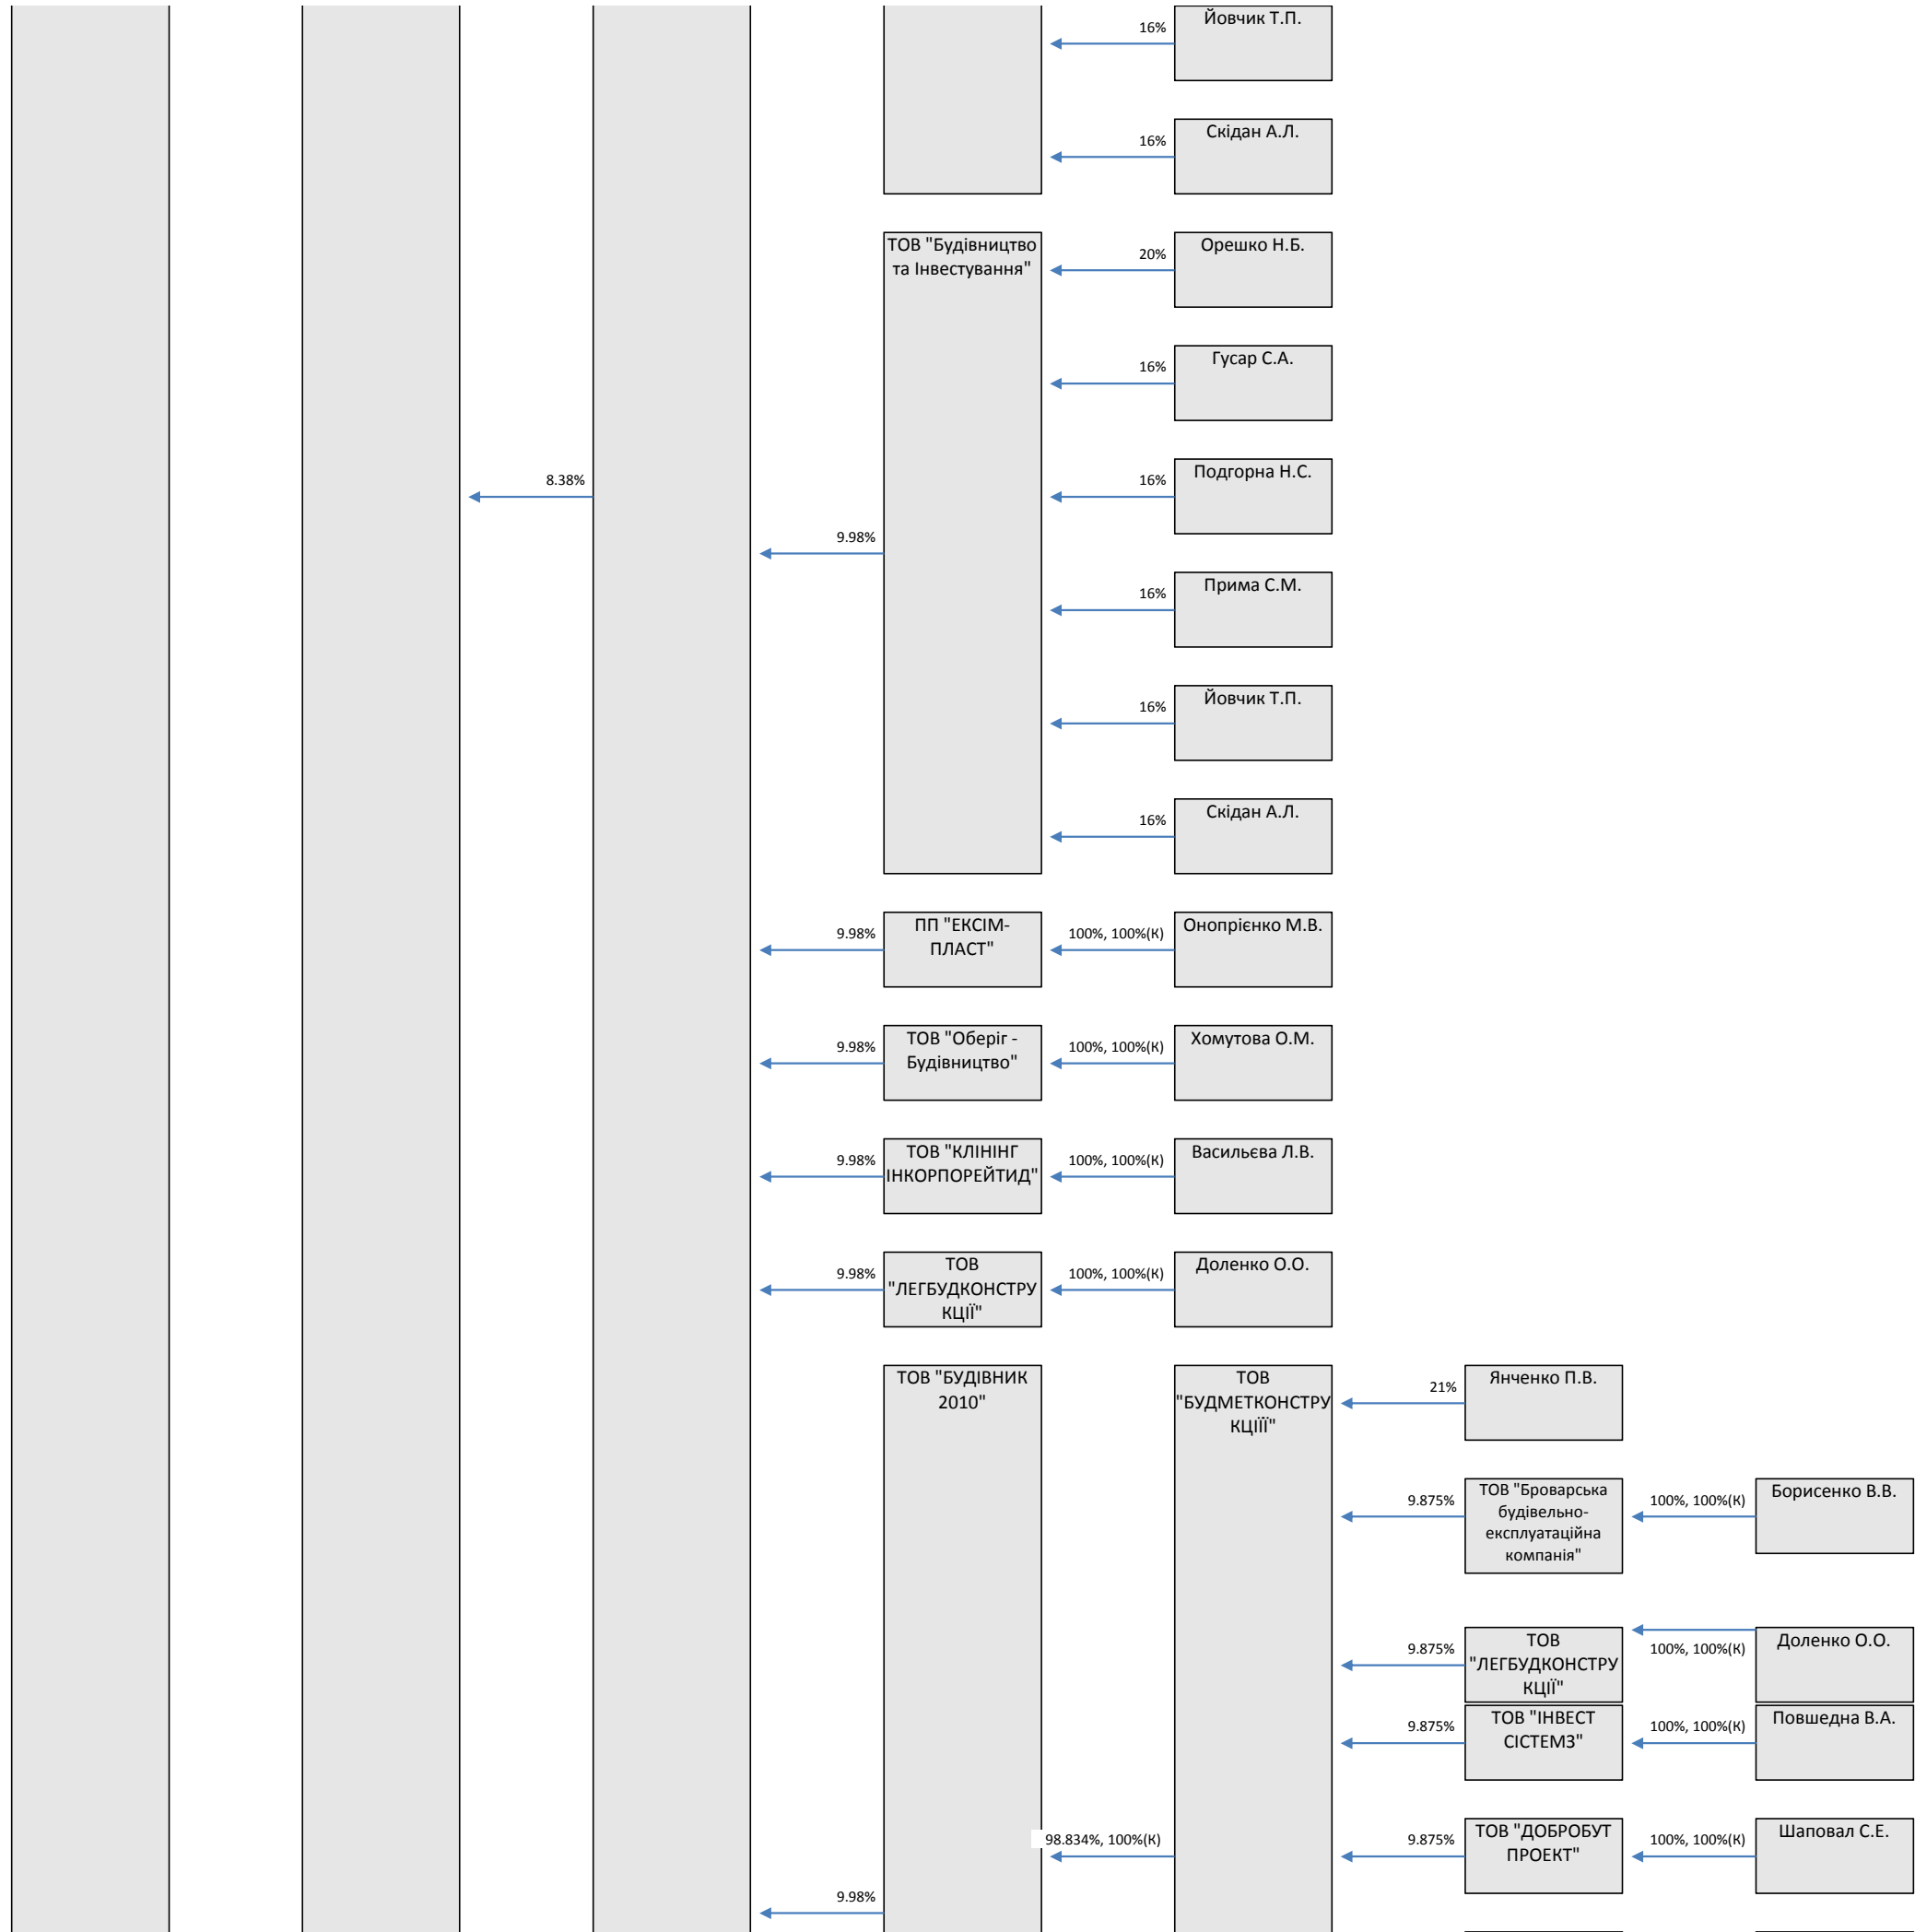 Йовчик Т.П.
16%
Скідан А.Л.
16%
ТОВ "Будівництво
та Інвестування"
Орешко Н.Б.
20%
Гусар С.А.
16%
Подгорна Н.С.
16%
8.38%
9.98%
Прима С.М.
16%
Йовчик Т.П.
16%
Скідан А.Л.
16%
9.98%
ПП "ЕКСІМ-
ПЛАСТ"
100%, 100%(К)
Онопрієнко М.В.
9.98%
ТОВ "Оберіг -
Будівництво"
100%, 100%(К)
Хомутова О.М.
9.98%
ТОВ "КЛІНІНГ
ІНКОРПОРЕЙТИД"
100%, 100%(К)
Васильєва Л.В.
9.98%
ТОВ
"ЛЕГБУДКОНСТРУ
КЦІЇ"
100%, 100%(К)
Доленко О.О.
ТОВ "БУДІВНИК
2010"
ТОВ
"БУДМЕТКОНСТРУ
КЦІЇЇ"
21%
Янченко П.В.
9.875%
ТОВ "Броварська
будівельно-
експлуатаційна
компанія"
100%, 100%(К)
Борисенко В.В.
9.875%
ТОВ
"ЛЕГБУДКОНСТРУ
КЦІЇ"
100%, 100%(К)
Доленко О.О.
9.875%
ТОВ "ІНВЕСТ
СІСТЕМЗ"
100%, 100%(К)
Повшедна В.А.
98.834%, 100%(К)
9.875%
ТОВ "ДОБРОБУТ
ПРОЕКТ"
100%, 100%(К)
Шаповал С.Е.
9.98%